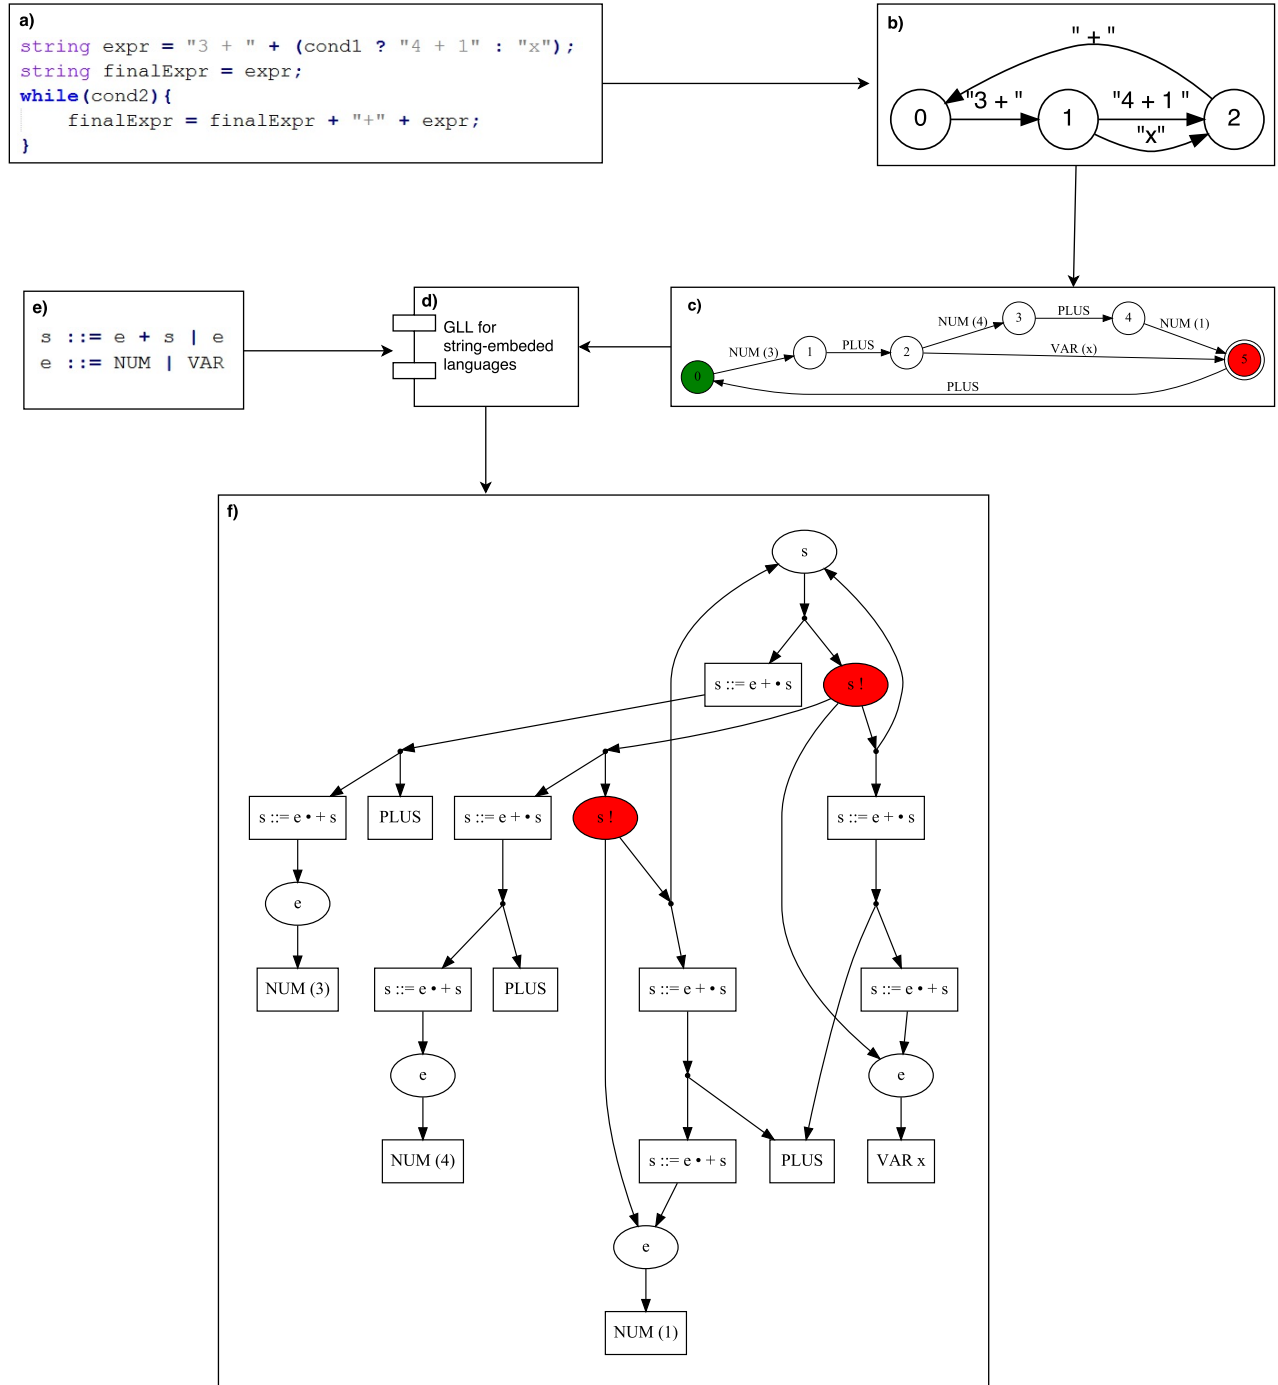 a)
string expr = "3 + " + (cond1 ? "4 + 1" : "x");
string finalExpr = expr;
while(cond2){
finalExpr = finalExpr + "+" + expr;
}
b)
" + "
"3 + "
"4 + 1 "
0
1
2
"x"
e)
s ::= e + s | e
e ::= NUM | VAR
d)
GLL for
string-embeded
languages
c)
3
PLUS
4
NUM (4)
NUM (1)
NUM (3)
1
PLUS
2
VAR (x)
5
0
PLUS
f)
s
s ::= e + • s
s !
s ::= e • + s
PLUS
s ::= e + • s
s !
s ::= e + • s
e
NUM (3)
s ::= e • + s
PLUS
s ::= e + • s
s ::= e • + s
e
e
NUM (4)
s ::= e • + s
PLUS
VAR x
e
NUM (1)